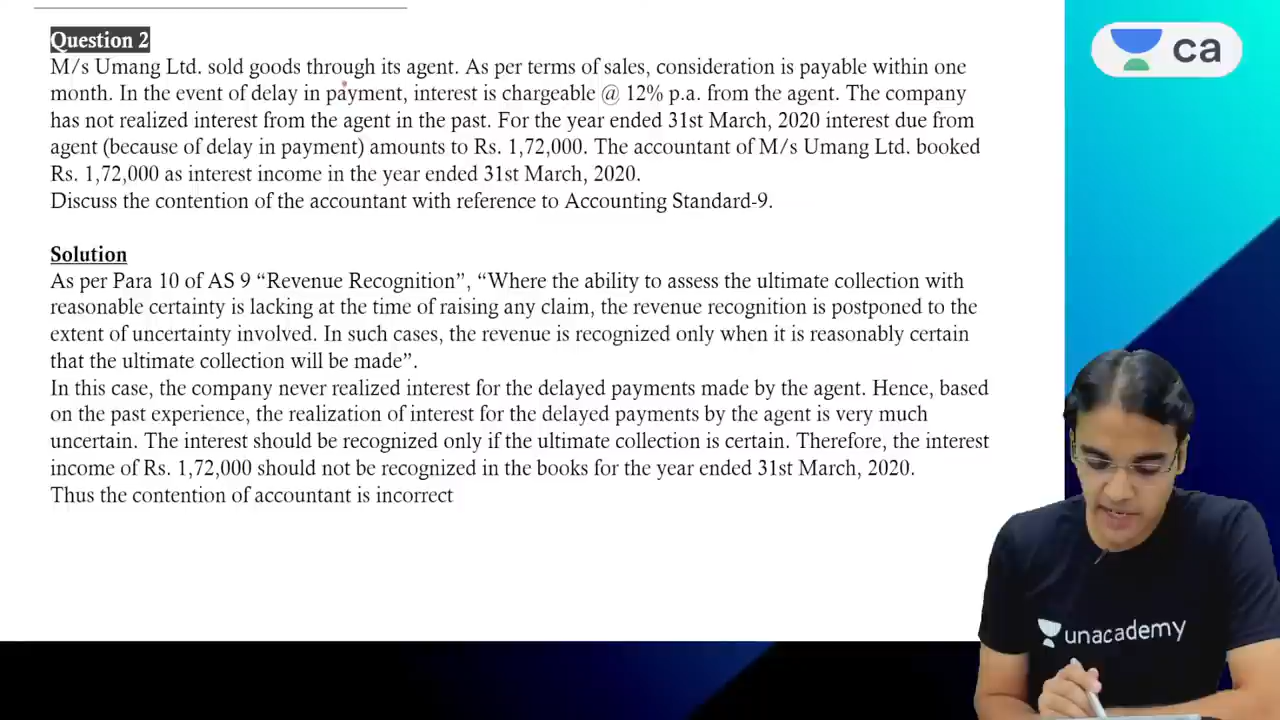 Question 2
M/s Umang Ltd. sold goods through its agent. As per terms of sales, consideration is payable within one
month. In the event of delay in payment, interest is chargeable @ 12% p.a. from the agent. The company
has not realized interest from the agent in the past. For the year ended 31st March, 2020 interest due from
agent (because of delay in payment) amounts to Rs. 1,72,000. The accountant of M/s Umang Ltd. booked
Rs. 1,72,000 as interest income in the year ended 31st March, 2020.
Discuss the contention of the accountant with reference to Accounting Standard-9.
Solution
As per Para 10 of AS 9 “Revenue Recognition”, “Where the ability to assess the ultimate collection with
reasonable certainty is lacking at the time of raising any claim, the revenue recognition is postponed to the
extent of uncertainty involved. In such cases, the revenue is recognized only when it is reasonably certain
that the ultimate collection will be made”.
In this case, the company never realized interest for the delayed payments made by the agent. Hence, based
on the past experience, the realization of interest for the delayed payments by the agent is very much
uncertain. The interest should be recognized only if the ultimate collection is certain. Therefore, the interest
income of Rs. 1,72,000 should not be recognized in the books for the year ended 31st March, 2020.
Thus the contention of accountant is incorrect
ca
unacademy